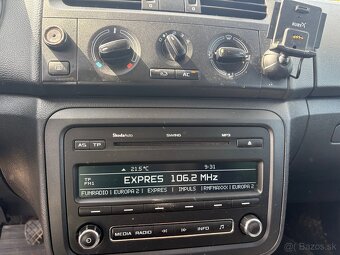 AC
ŠkodaAuto
SWING
MP3
AS
TP
21.5°C
9:31
TP
FM1
EXPRES 106.2 MHz
FUNRADIO | EUROPA 2 | EXPRES | IMPULS | RMFMAXXX | EUROPA 2
MEDIA RADIO
INFO
sbazar.sk